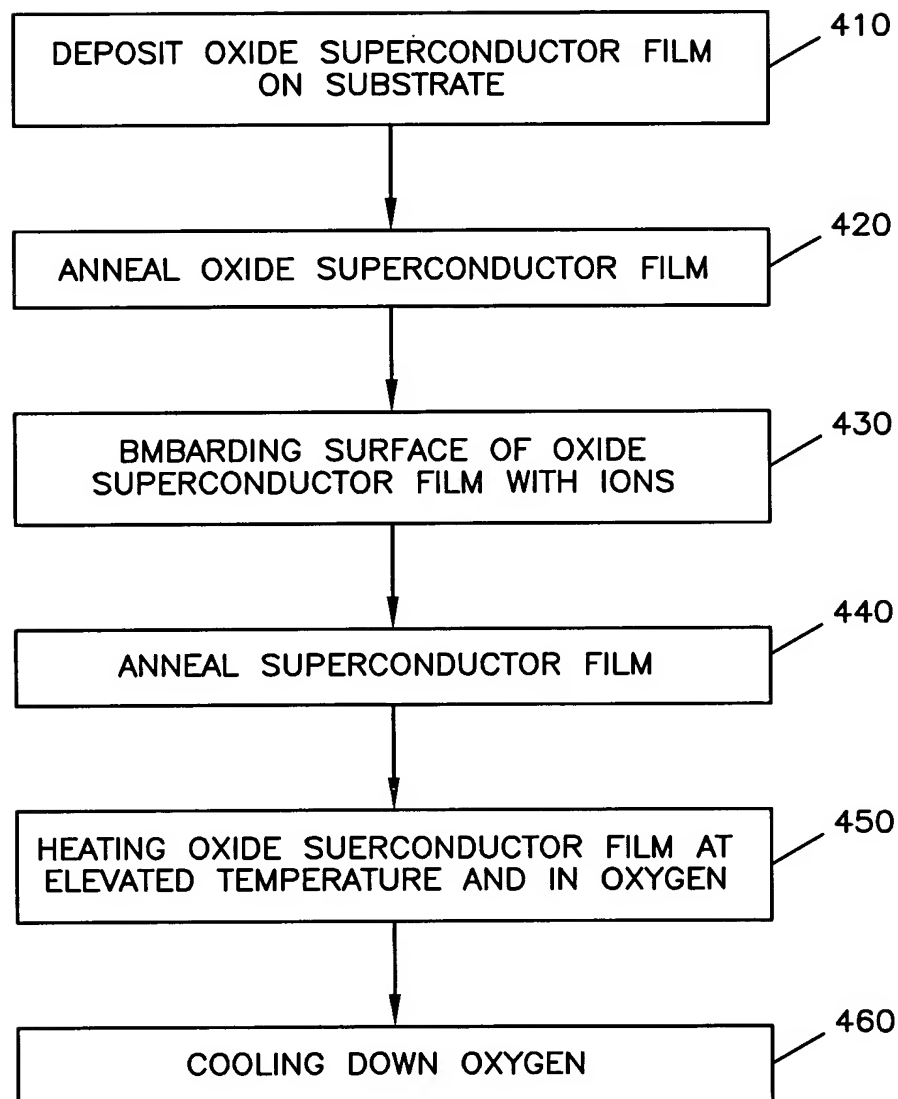 410
DEPOSIT OXIDE SUPERCONDUCTOR FILM
ON SUBSTRATE
420
ANNEAL OXIDE SUPERCONDUCTOR FILM
430
BMBARDING SURFACE OF OXIDE
SUPERCONDUCTOR FILM WITH IONS
440
ANNEAL SUPERCONDUCTOR FILM
450
HEATING OXIDE SUERCONDUCTOR FILM AT
ELEVATED TEMPERATURE AND IN OXYGEN
460
COOLING DOWN OXYGEN